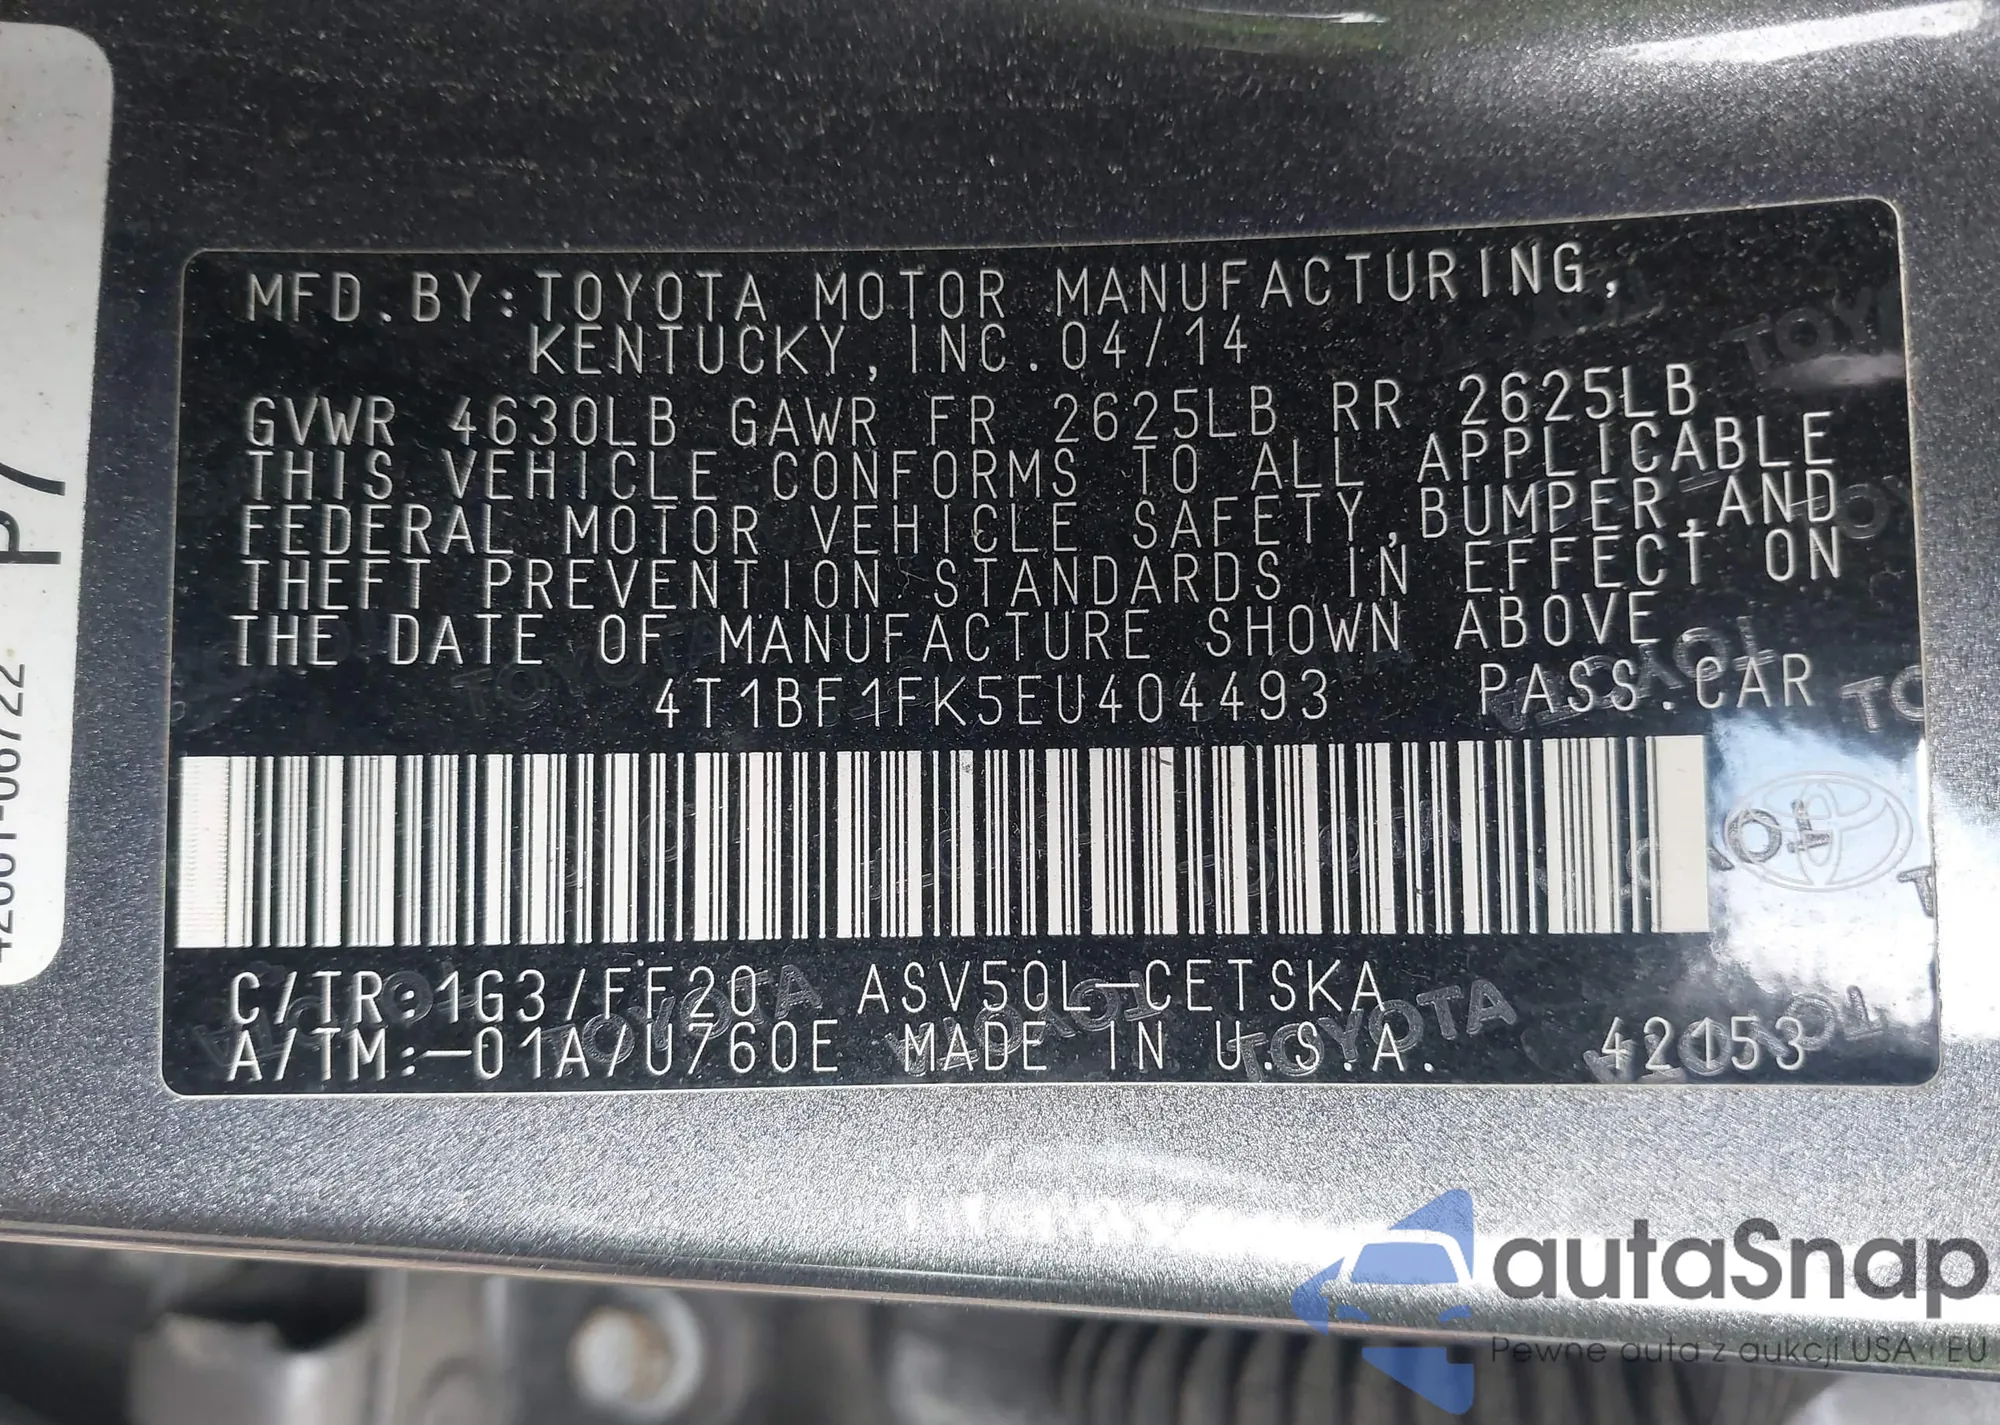 MFD.BY:TOYOTA MOTOR MANUFACTURING,
KENTUCKY,INC.04/14
GVWR 4630LB GAWR FR 2625LB RR 2625LB
THIS VEHICLE CONFORMS TO ALL APPLICABLE
FEDERAL MOTOR VEHICLE SAFETY,BUMPER,AND
THEFT PREVENTION STANDARDS IN EFFECT ON
THE DATE OF MANUFACTURE SHOWN ABOVE.
4T1BF1FK5EU404493 PASS.CAR
C/TR:1G3/FF20 ASV50L-CETSKA
A/TM:-01A/U760E MADE IN U.S.A. 42153
P7
autaSnap
Pewne auta z aukcji USA i EU